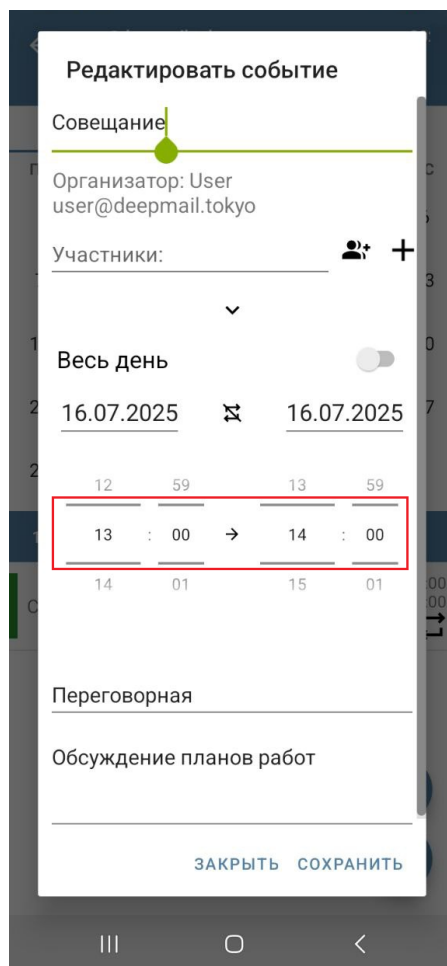 Редактировать событие
Совещание
Организатор: User
user@deepmail.tokyo
Участники:
Весь день
16.07.2025 16.07.2025
12 59 13 59
13 : 00 → 14 : 00
14 01 15 01
Переговорная
Обсуждение планов работ
ЗАКРЫТЬ СОХРАНИТЬ